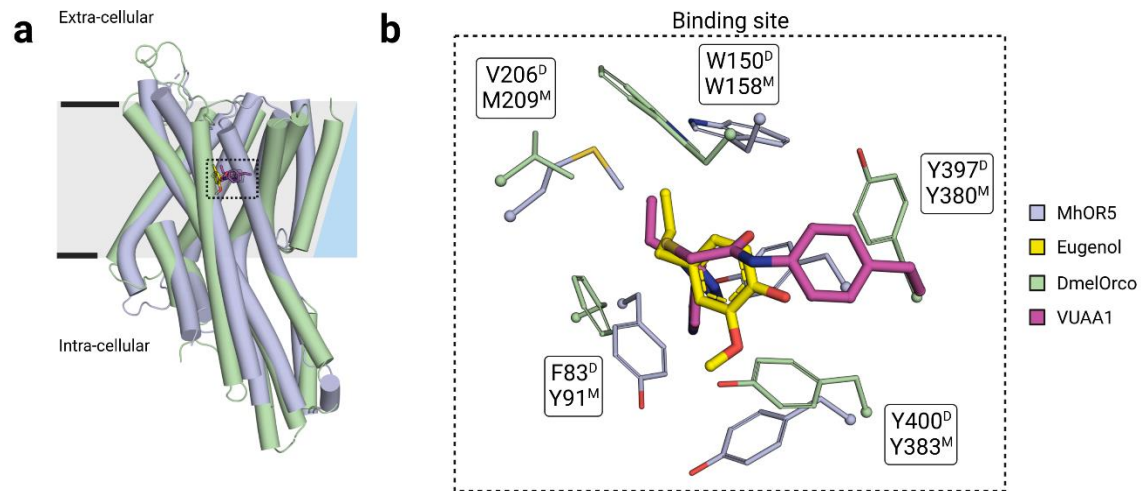 a
Extra-cellular
Intra-cellular
b
Binding site
V206ᴰ
M209ᴹ
W150ᴰ
W158ᴹ
Y397ᴰ
Y380ᴹ
F83ᴰ
Y91ᴹ
Y400ᴰ
Y383ᴹ
MhOR5
Eugenol
DmelOrco
VUAA1